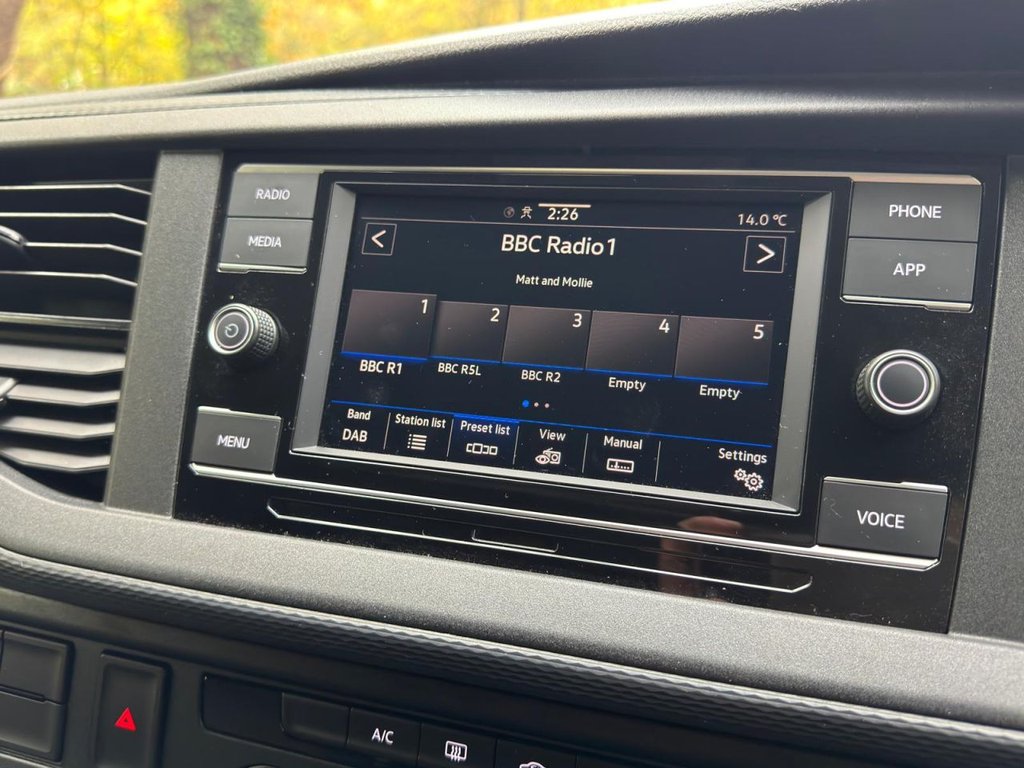 RADIO
MEDIA
MENU
2:26
14.0 °C
<
BBC Radio1
>
Matt and Mollie
1
2
3
4
5
BBC R1
BBC R5L
BBC R2
Empty
Empty
Band
DAB
Station list
Preset list
View
Manual
Settings
PHONE
APP
VOICE
A/C